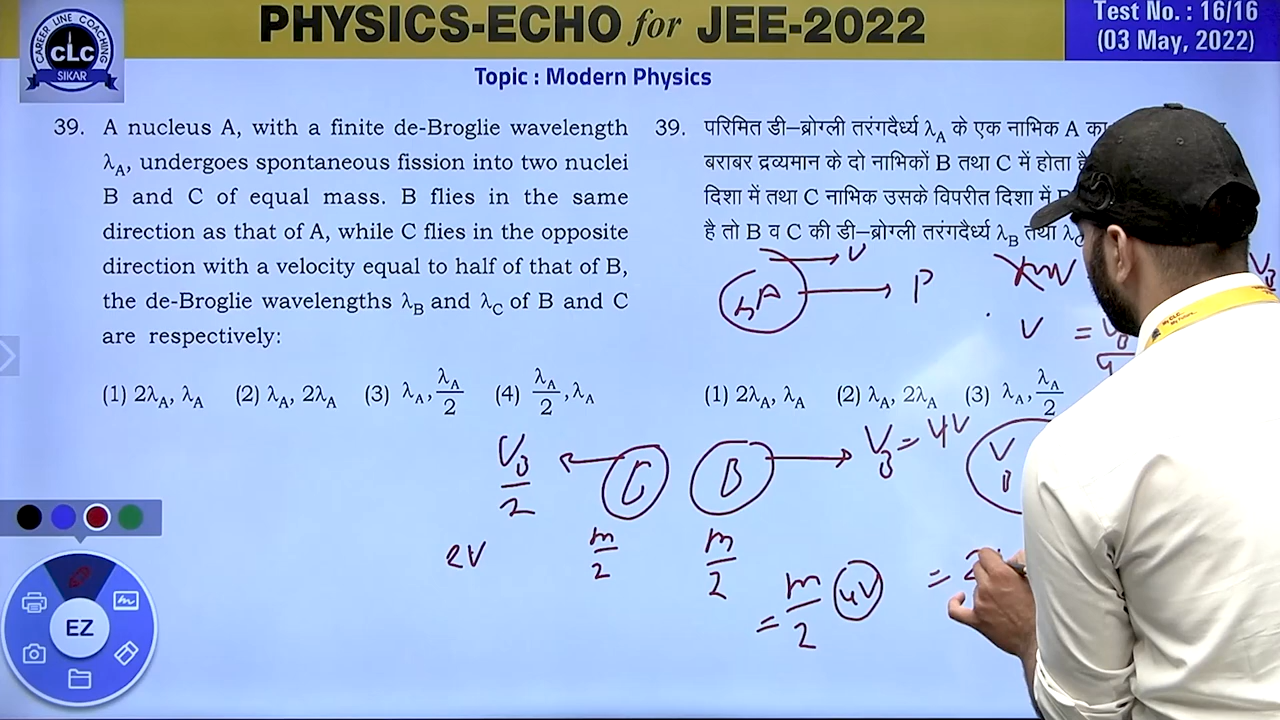 CAREER LINE COACHING
CLC
SIKAR
PHYSICS-ECHO for JEE-2022
Test No. : 16/16
(03 May, 2022)
Topic : Modern Physics
39. A nucleus A, with a finite de-Broglie wavelength
λA, undergoes spontaneous fission into two nuclei
B and C of equal mass. B flies in the same
direction as that of A, while C flies in the opposite
direction with a velocity equal to half of that of B,
the de-Broglie wavelengths λB and λC of B and C
are respectively:
(1) 2λA, λA (2) λA, 2λA (3) λA, λA/2 (4) λA/2, λA
39. परिमित डी–ब्रोग्ली तरंगदैर्ध्य λA के एक नाभिक A का
बराबर द्रव्यमान के दो नाभिकों B तथा C में होता है
दिशा में तथा C नाभिक उसके विपरीत दिशा में
है तो B व C की डी–ब्रोग्ली तरंगदैर्ध्य λB तथा λC
(1) 2λA, λA (2) λA, 2λA (3) λA, λA/2
A V
P
V =
VB/2 C B VB = 4V
VB
2V m/2 m/2
= m/2 4V = 2
EZ